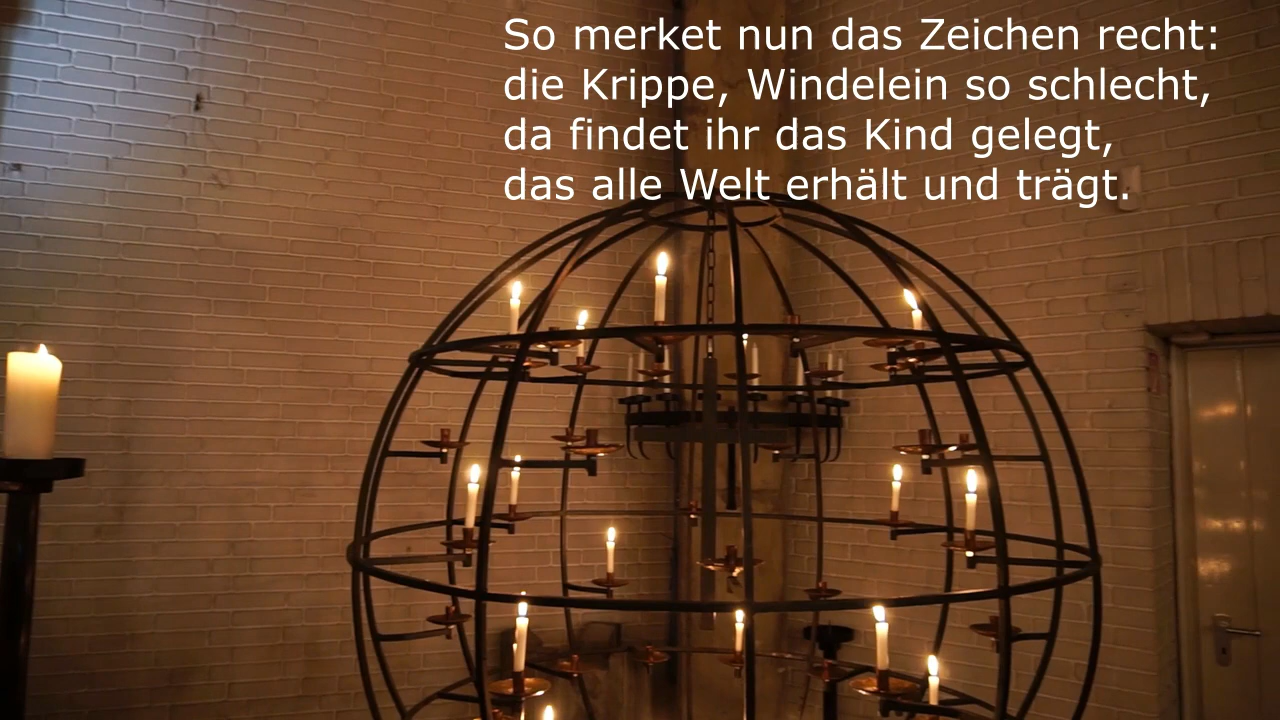 So merket nun das Zeichen recht:
die Krippe, Windelein so schlecht,
da findet ihr das Kind gelegt,
das alle Welt erhält und trägt.